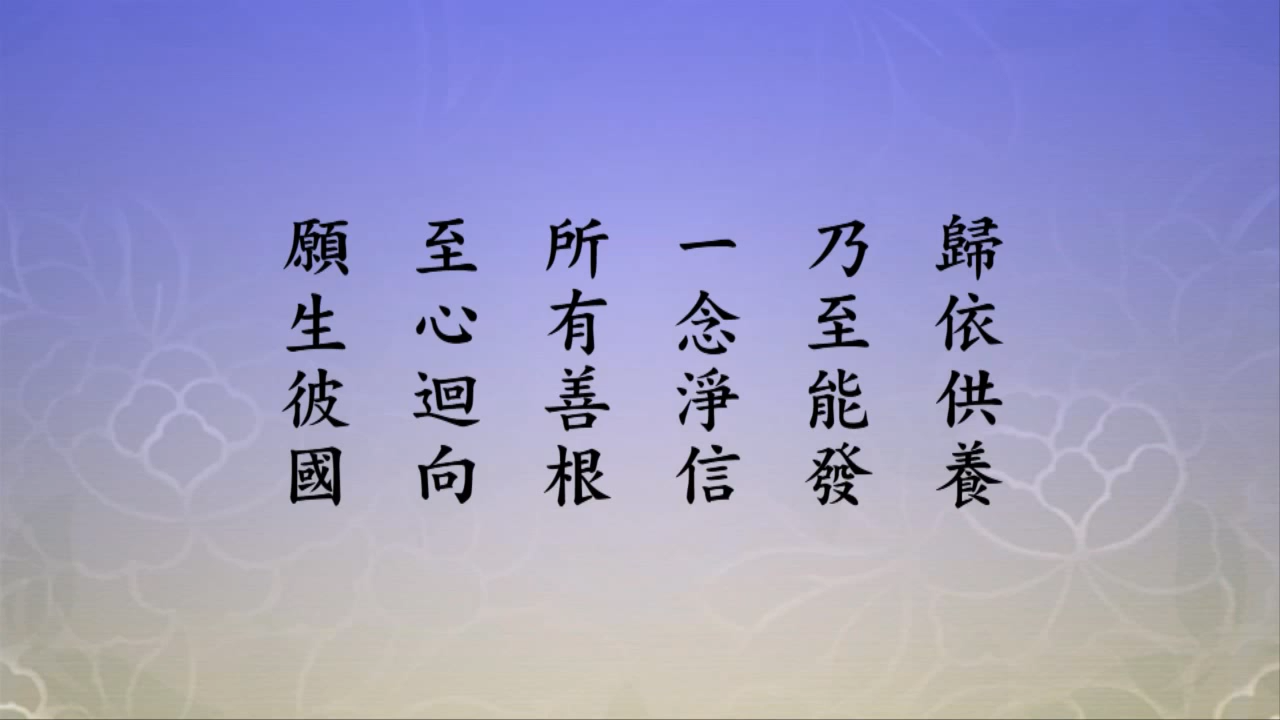 歸依供養
乃至能發
一念淨信
所有善根
至心迴向
願生彼國